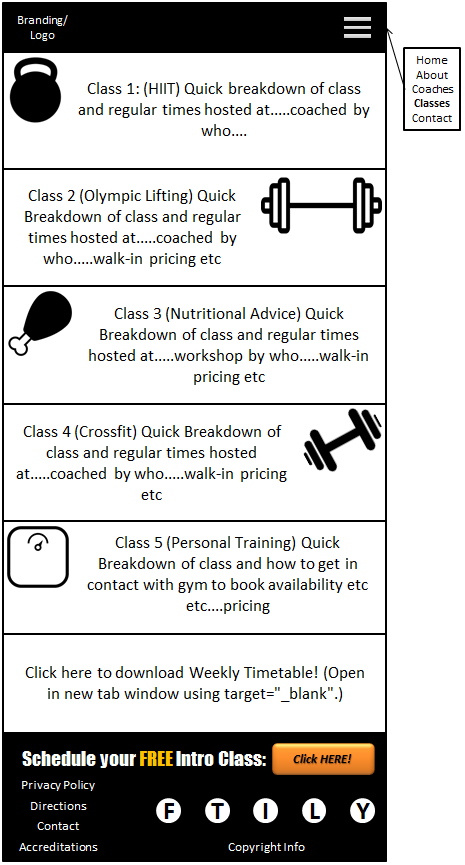 Branding/
Logo
Home
About
Coaches
Classes
Contact
Class 1: (HIIT) Quick breakdown of class
and regular times hosted at.....coached by
who....
Class 2 (Olympic Lifting) Quick
Breakdown of class and regular
times hosted at.....coached by
who.....walk-in pricing etc
Class 3 (Nutritional Advice) Quick
Breakdown of class and regular times
hosted at.....workshop by who.....walk-in
pricing etc
Class 4 (Crossfit) Quick Breakdown of
class and regular times hosted
at.....coached by who.....walk-in pricing
etc
Class 5 (Personal Training) Quick
Breakdown of class and how to get in
contact with gym to book availability etc
etc....pricing
Click here to download Weekly Timetable! (Open
in new tab window using target="_blank".)
Schedule your FREE Intro Class: Click HERE!
Privacy Policy
Directions
Contact
Accreditations
F T I L Y
Copyright Info